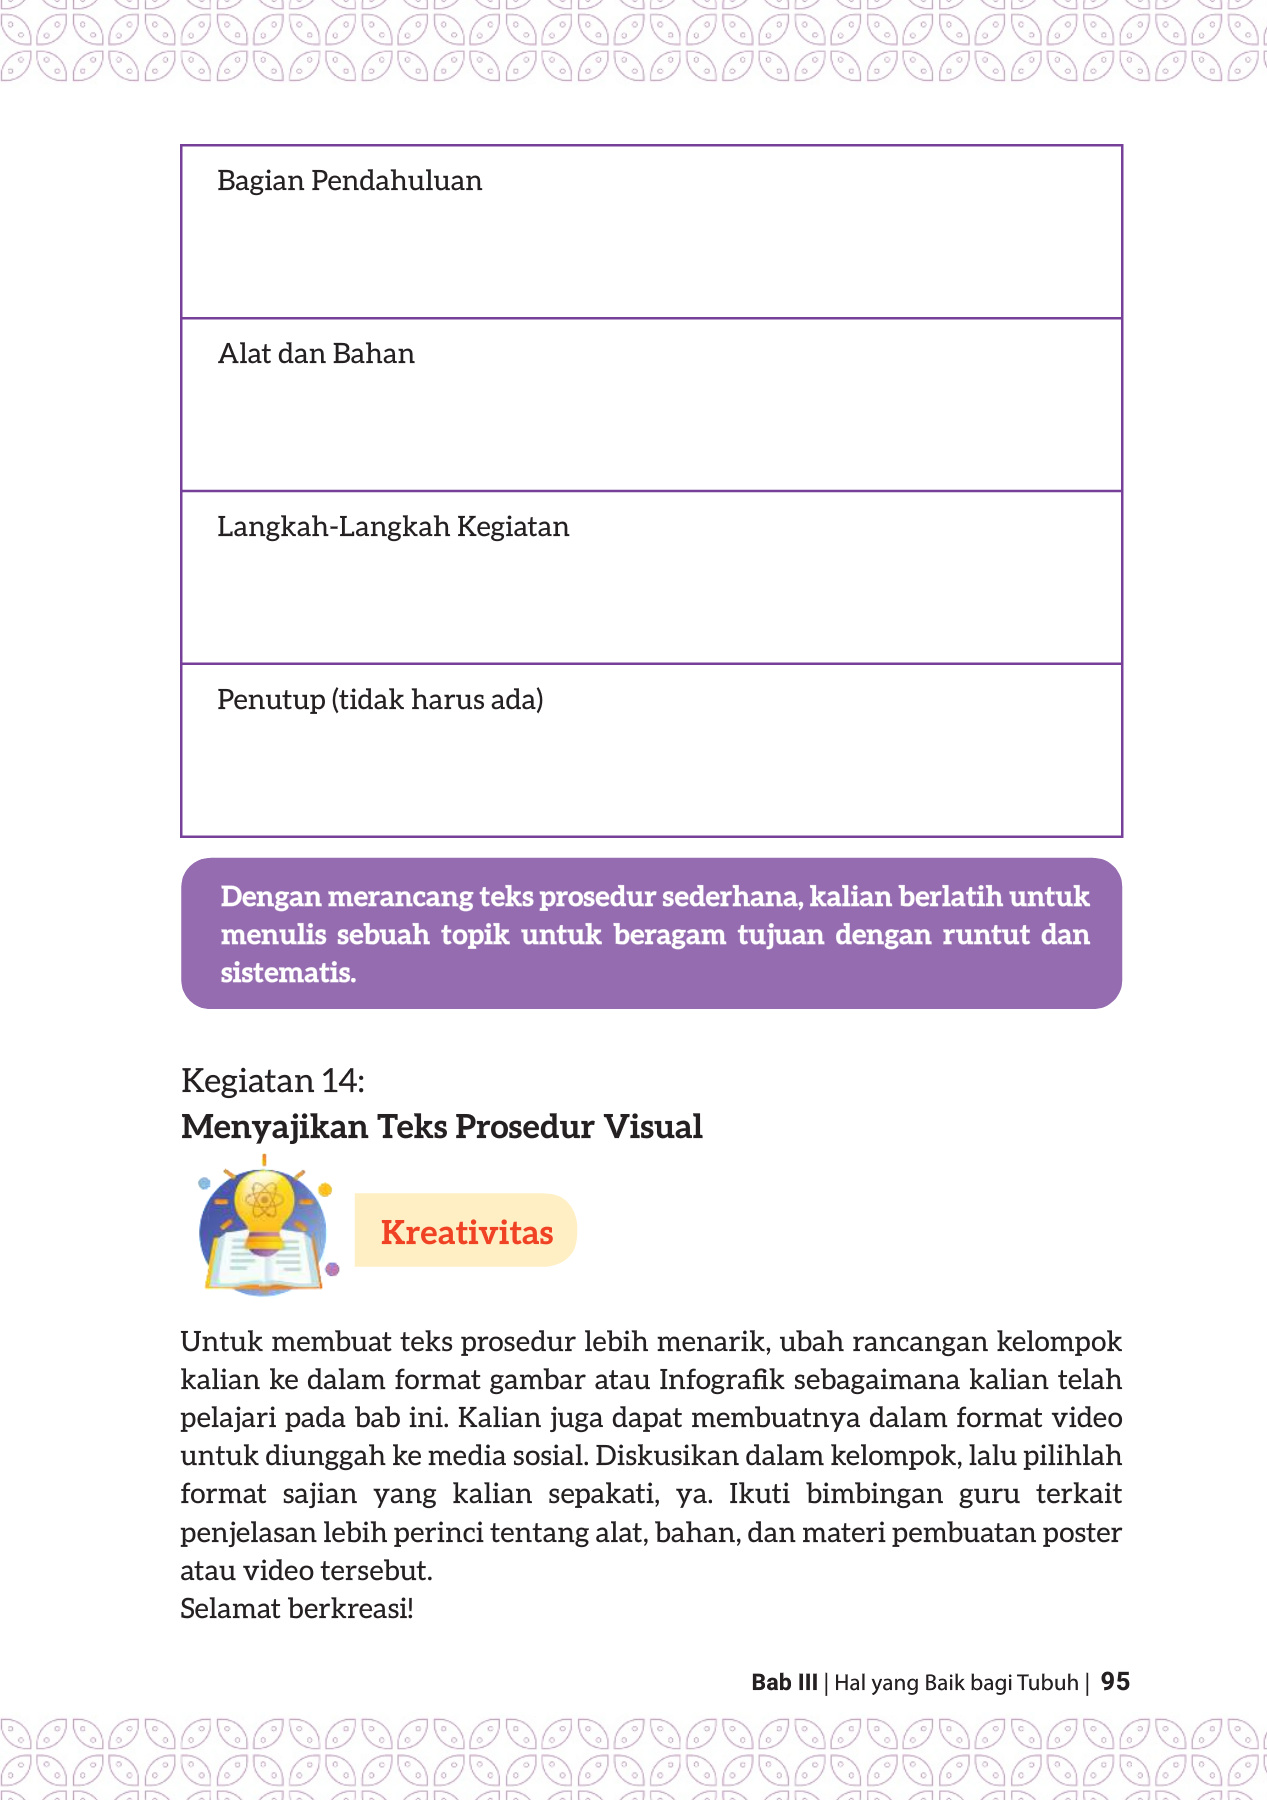 Bagian Pendahuluan
Alat dan Bahan
Langkah-Langkah Kegiatan
Penutup (tidak harus ada)
Dengan merancang teks prosedur sederhana, kalian berlatih untuk
menulis sebuah topik untuk beragam tujuan dengan runtut dan
sistematis.
Kegiatan 14:
Menyajikan Teks Prosedur Visual
Kreativitas
Untuk membuat teks prosedur lebih menarik, ubah rancangan kelompok
kalian ke dalam format gambar atau Infografik sebagaimana kalian telah
pelajari pada bab ini. Kalian juga dapat membuatnya dalam format video
untuk diunggah ke media sosial. Diskusikan dalam kelompok, lalu pilihlah
format sajian yang kalian sepakati, ya. Ikuti bimbingan guru terkait
penjelasan lebih perinci tentang alat, bahan, dan materi pembuatan poster
atau video tersebut.
Selamat berkreasi!
Bab III | Hal yang Baik bagi Tubuh | 95